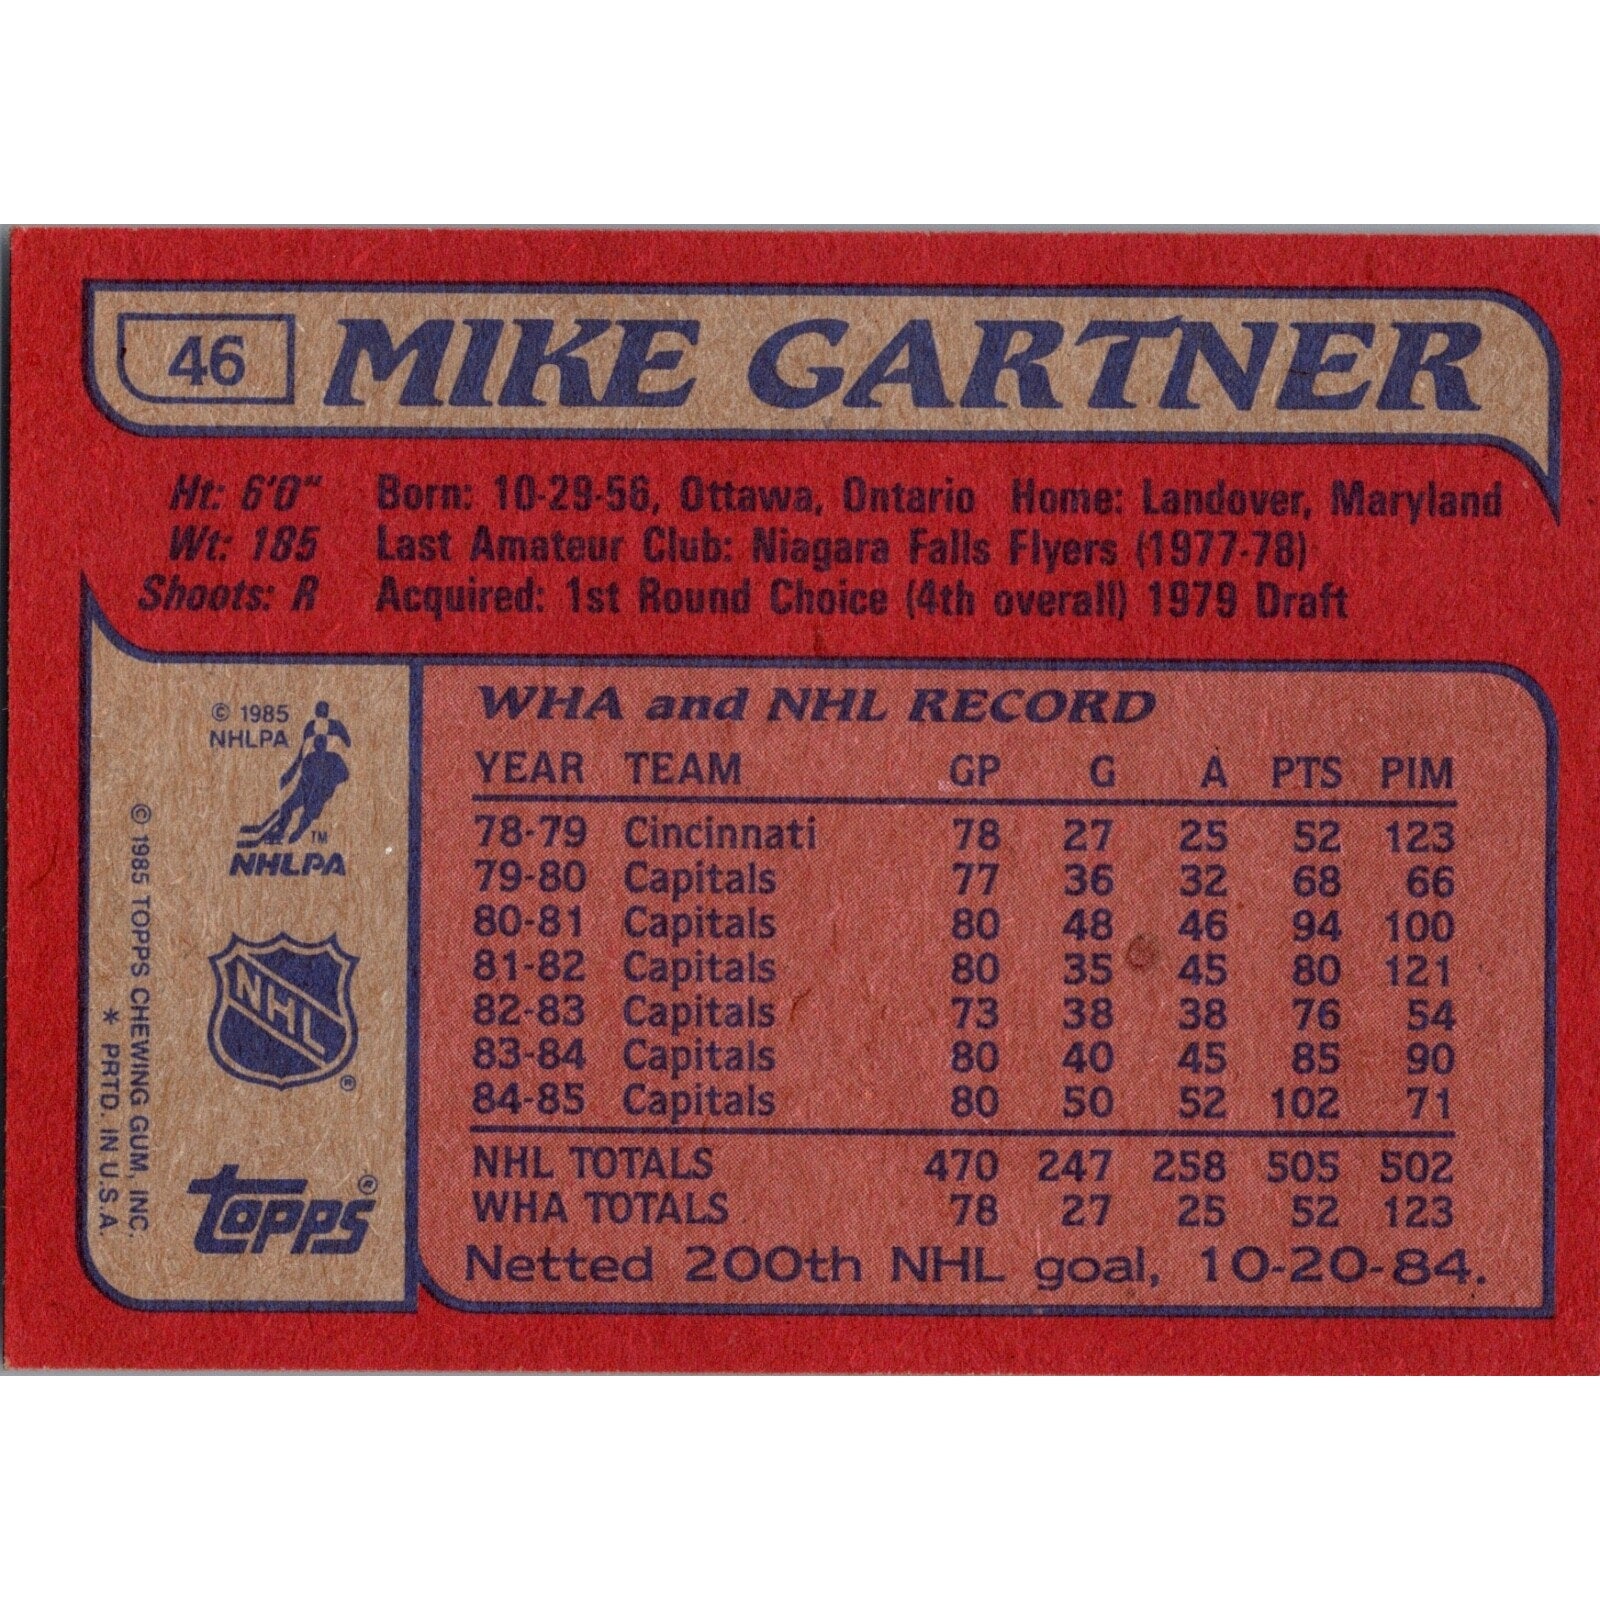 46 MIKE GARTNER
Ht: 6'0" Born: 10-29-56, Ottawa, Ontario Home: Landover, Maryland
Wt: 185 Last Amateur Club: Niagara Falls Flyers (1977-78)
Shoots: R Acquired: 1st Round Choice (4th overall) 1979 Draft
© 1985
NHLPA
TM
NHLPA
NHL
®
topps®
© 1985 TOPPS CHEWING GUM, INC.
* PRTD. IN U.S.A.
WHA and NHL RECORD
YEAR TEAM GP G A PTS PIM
78-79 Cincinnati 78 27 25 52 123
79-80 Capitals 77 36 32 68 66
80-81 Capitals 80 48 46 94 100
81-82 Capitals 80 35 45 80 121
82-83 Capitals 73 38 38 76 54
83-84 Capitals 80 40 45 85 90
84-85 Capitals 80 50 52 102 71
NHL TOTALS 470 247 258 505 502
WHA TOTALS 78 27 25 52 123
Netted 200th NHL goal, 10-20-84.